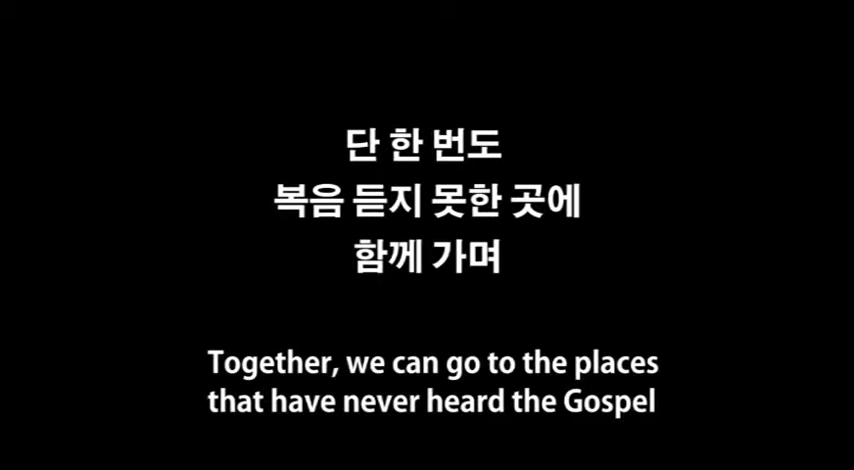 단 한 번도
복음 듣지 못한 곳에
함께 가며
Together, we can go to the places
that have never heard the Gospel